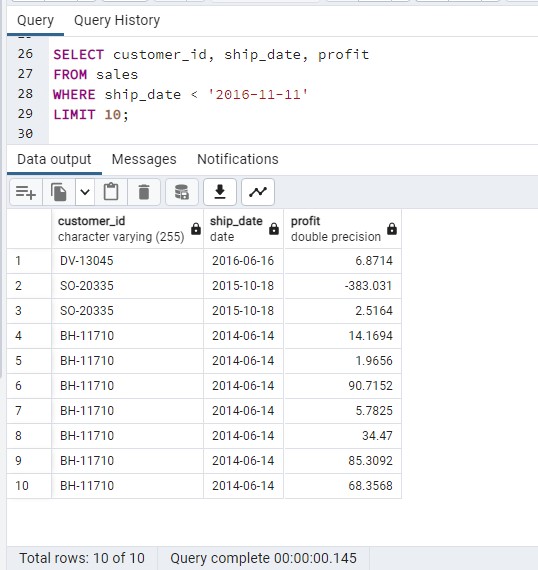 Query Query History
26 SELECT customer_id, ship_date, profit
27 FROM sales
28 WHERE ship_date < '2016-11-11'
29 LIMIT 10;
30
Data output Messages Notifications
customer_id ship_date profit
character varying (255) date double precision
1 DV-13045 2016-06-16 6.8714
2 SO-20335 2015-10-18 -383.031
3 SO-20335 2015-10-18 2.5164
4 BH-11710 2014-06-14 14.1694
5 BH-11710 2014-06-14 1.9656
6 BH-11710 2014-06-14 90.7152
7 BH-11710 2014-06-14 5.7825
8 BH-11710 2014-06-14 34.47
9 BH-11710 2014-06-14 85.3092
10 BH-11710 2014-06-14 68.3568
Total rows: 10 of 10 Query complete 00:00:00.145